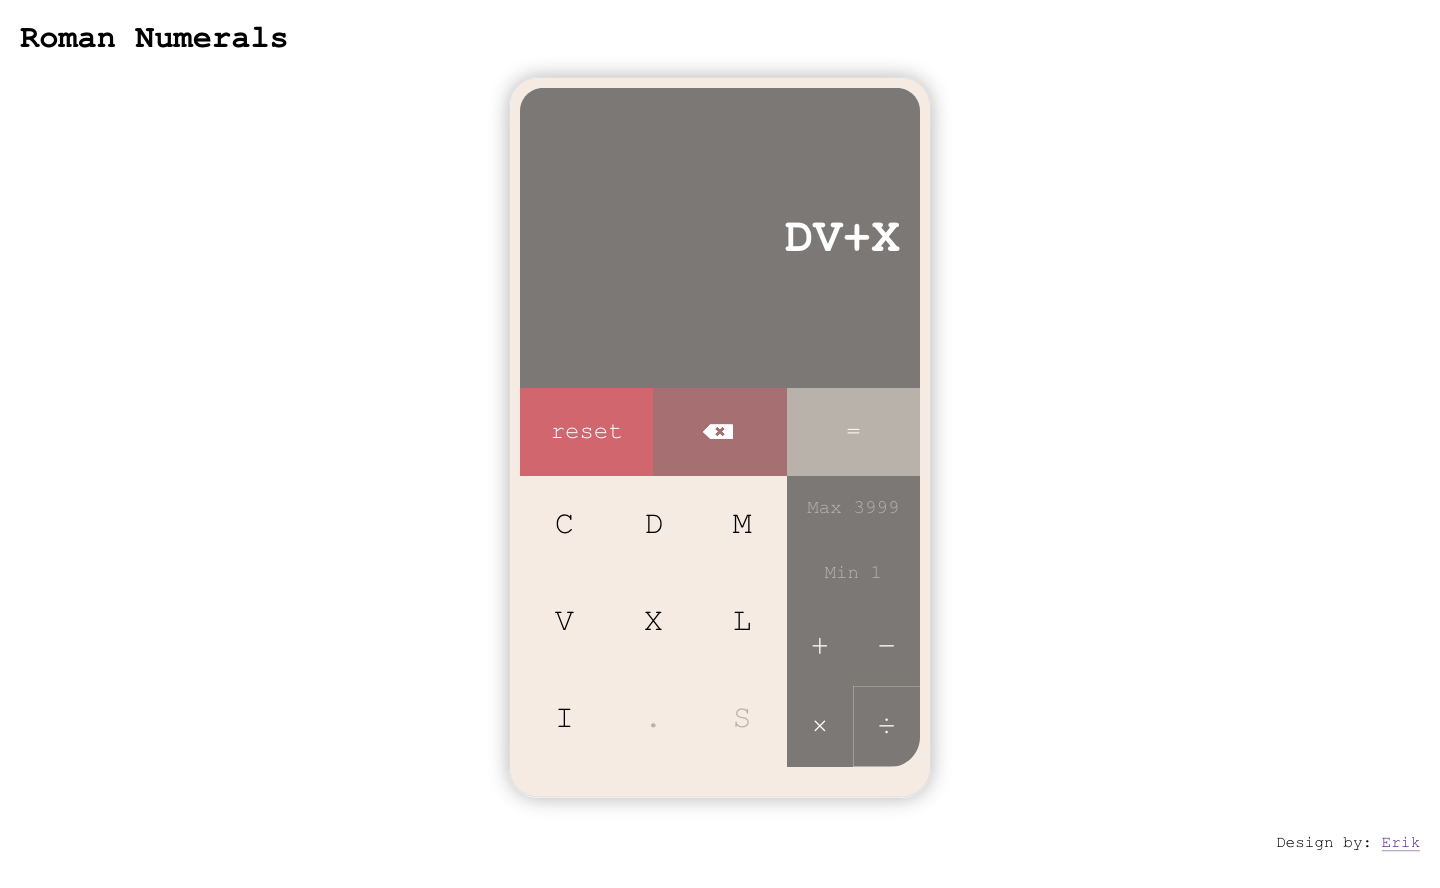 Roman Numerals
DV+X
reset =
Max 3999
Min 1
C D M
V X L
+ −
I . S
× ÷
Design by: Erik